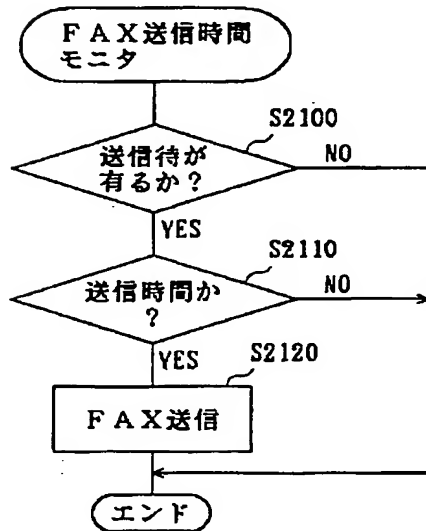 ＦＡＸ送信時間
モニタ
S2100
送信待が
有るか？
NO
YES
S2110
送信時間か
？
NO
YES
S2120
ＦＡＸ送信
エンド